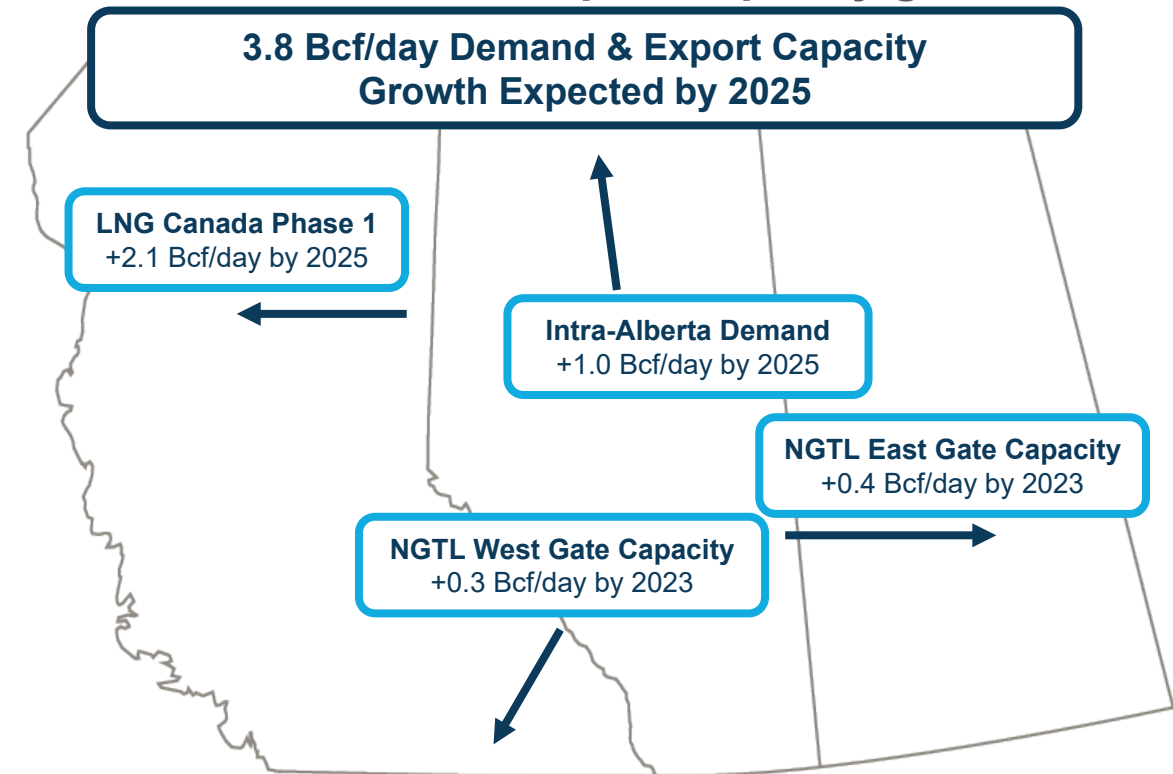 3.8 Bcf/day Demand & Export Capacity
Growth Expected by 2025
LNG Canada Phase 1
+2.1 Bcf/day by 2025
Intra-Alberta Demand
+1.0 Bcf/day by 2025
NGTL East Gate Capacity
+0.4 Bcf/day by 2023
NGTL West Gate Capacity
+0.3 Bcf/day by 2023